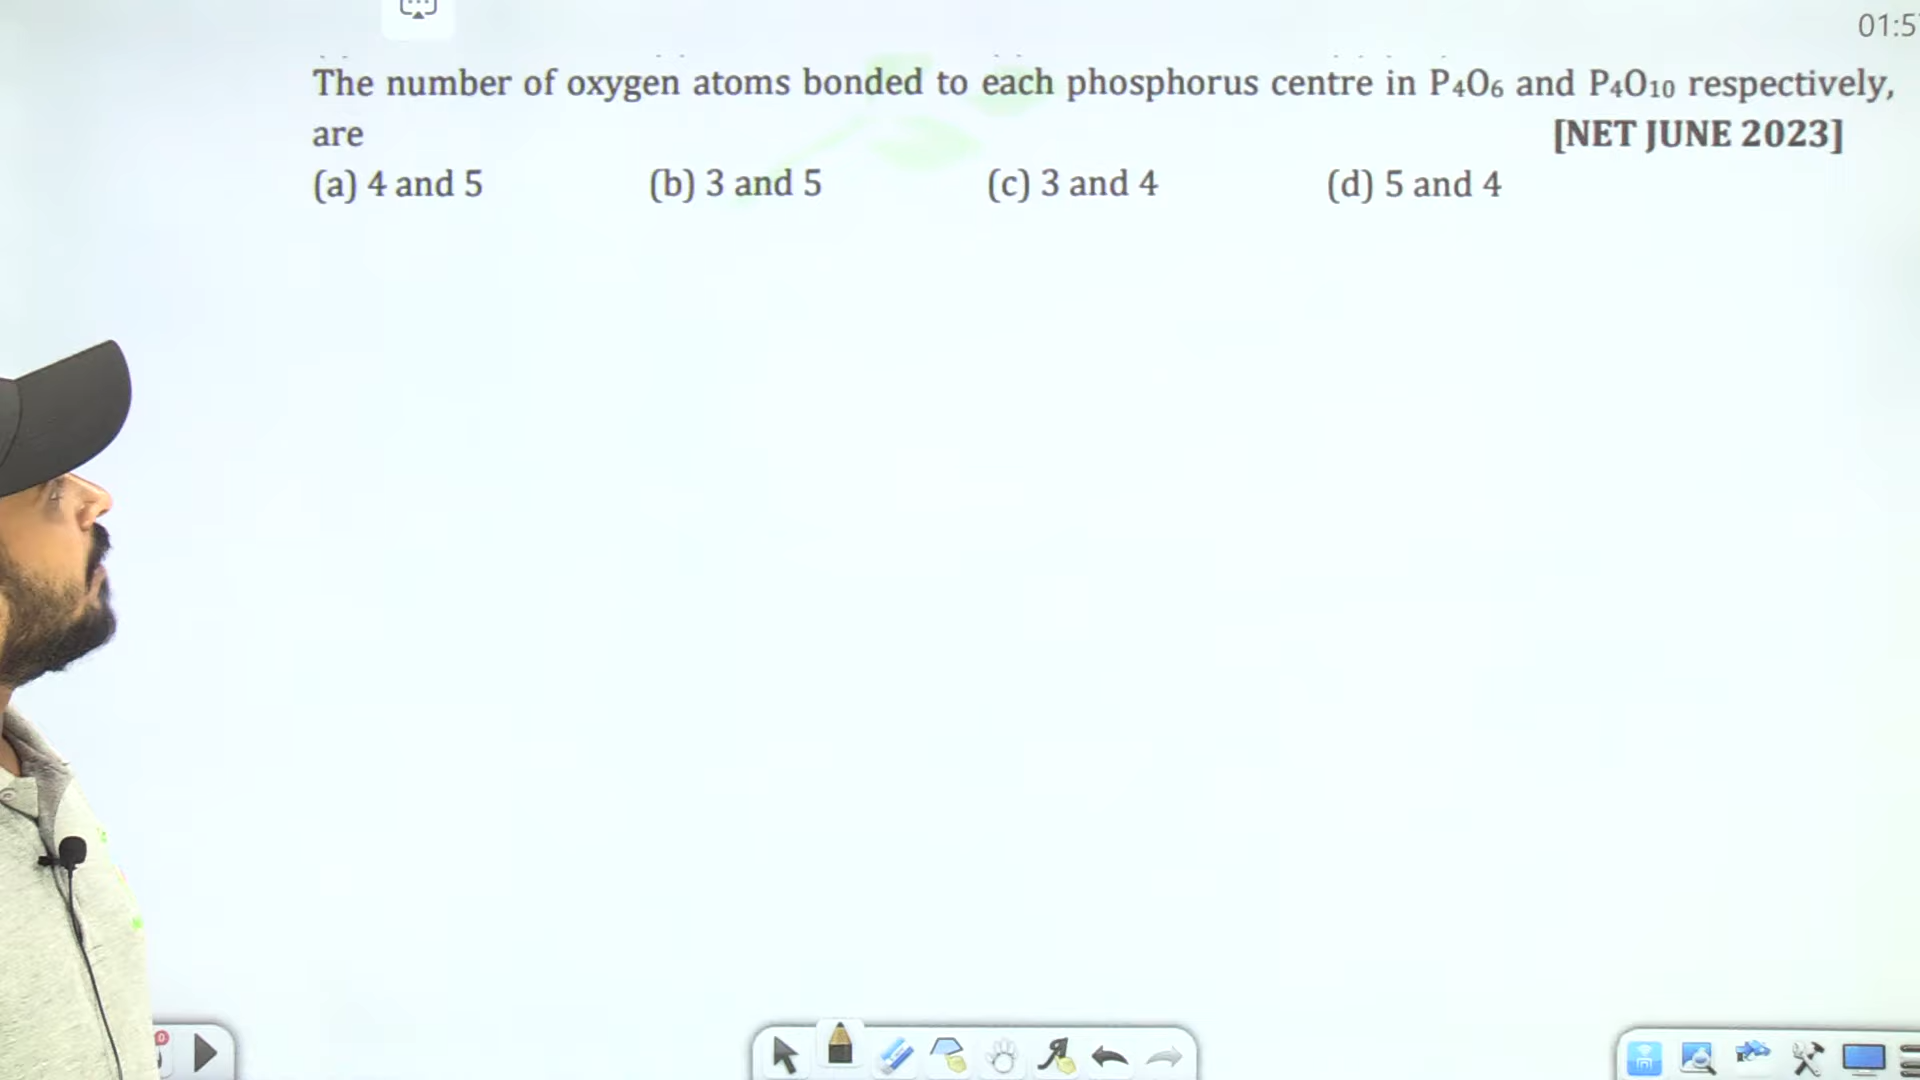 01:5
The number of oxygen atoms bonded to each phosphorus centre in P₄O₆ and P₄O₁₀ respectively,
are [NET JUNE 2023]
(a) 4 and 5 (b) 3 and 5 (c) 3 and 4 (d) 5 and 4
0